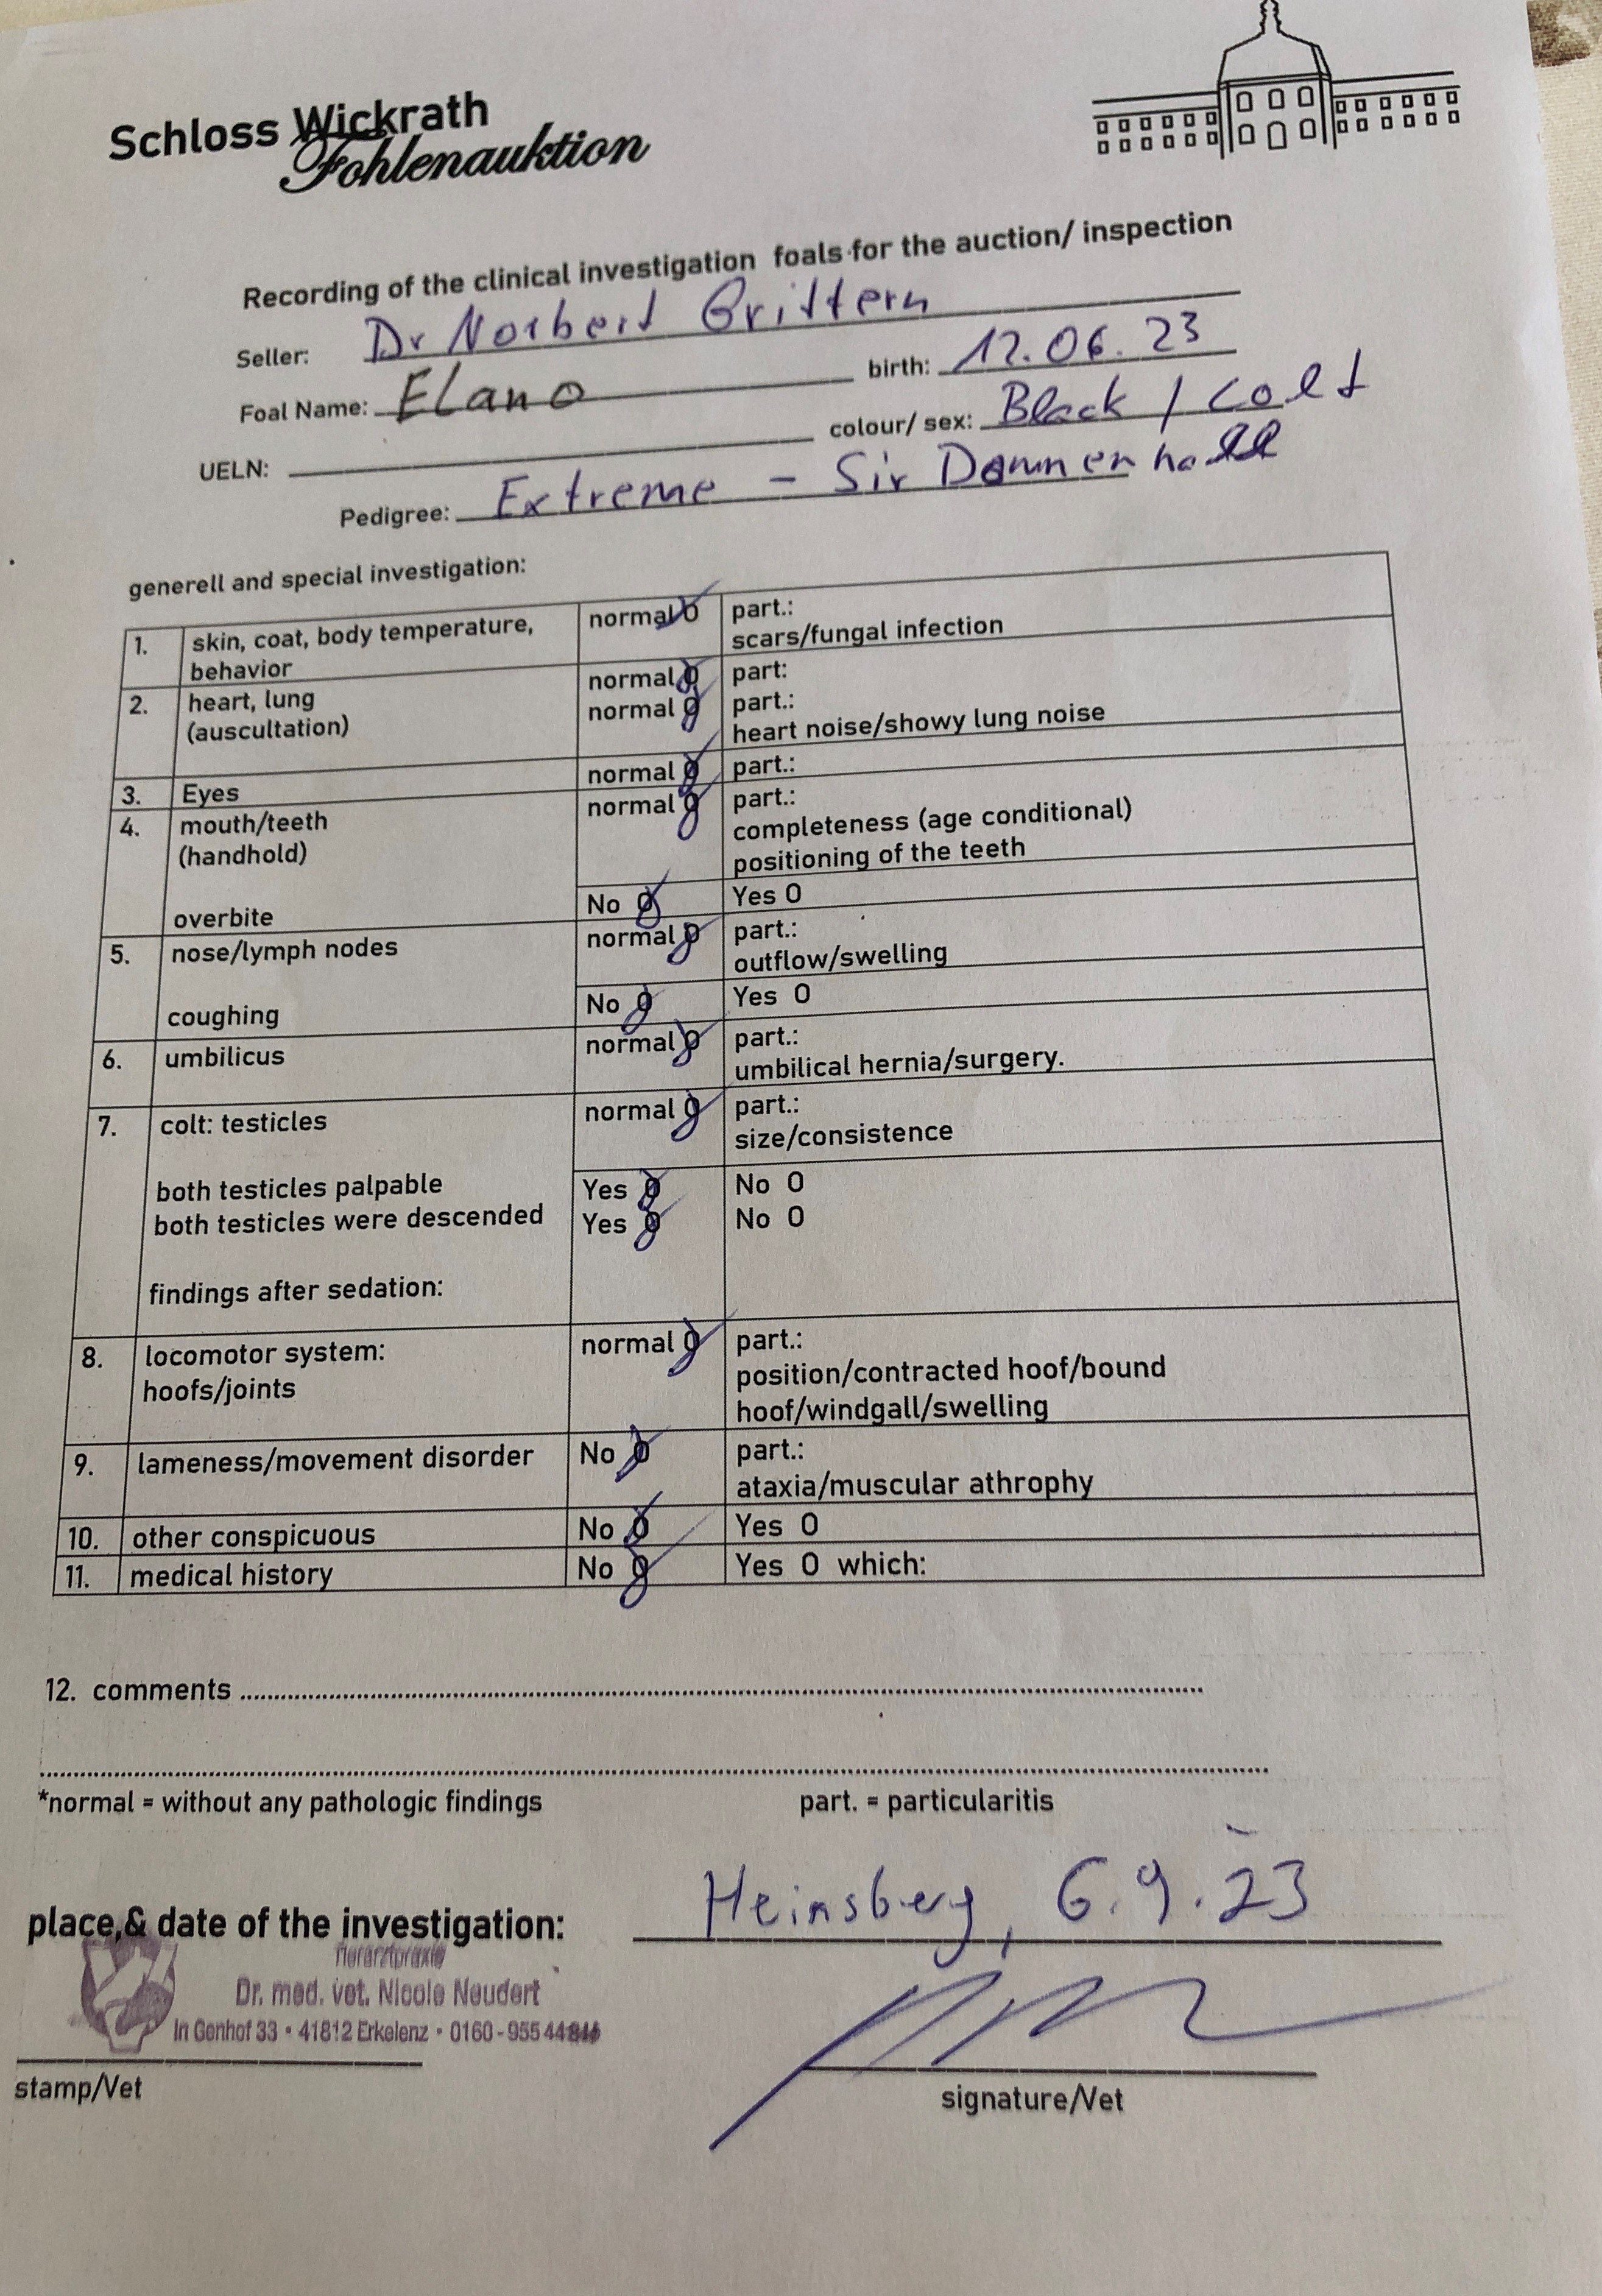 Schloss Wickrath
Fohlenauktion
Recording of the clinical investigation foals for the auction/ inspection
Seller: Dr Norbert Grittern
Foal Name: Elano birth: 12.06.23
UELN: colour/ sex: Black / Colt
Pedigree: Extreme - Sir Donnerhall
generell and special investigation:
1. skin, coat, body temperature, behavior normal O part.: scars/fungal infection
2. heart, lung (auscultation) normal O part:
normal O part.: heart noise/showy lung noise
3. Eyes normal O part.:
4. mouth/teeth (handhold) normal O part.: completeness (age conditional)
positioning of the teeth
overbite No O Yes O
5. nose/lymph nodes normal O part.: outflow/swelling
coughing No O Yes O
6. umbilicus normal O part.: umbilical hernia/surgery.
7. colt: testicles normal O part.: size/consistence
both testicles palpable Yes O No O
both testicles were descended Yes O No O
findings after sedation:
8. locomotor system: hoofs/joints normal O part.: position/contracted hoof/bound
hoof/windgall/swelling
9. lameness/movement disorder No O part.: ataxia/muscular athrophy
10. other conspicuous No O Yes O
11. medical history No O Yes O which:
12. comments
*normal = without any pathologic findings part. = particularitis
place,& date of the investigation: Heinsberg, 6.9.23
Tierarztpraxis
Dr. med. vet. Nicole Neudert
In Genhof 33 • 41812 Erkelenz • 0160 - 955 44
stamp/Vet
signature/Vet